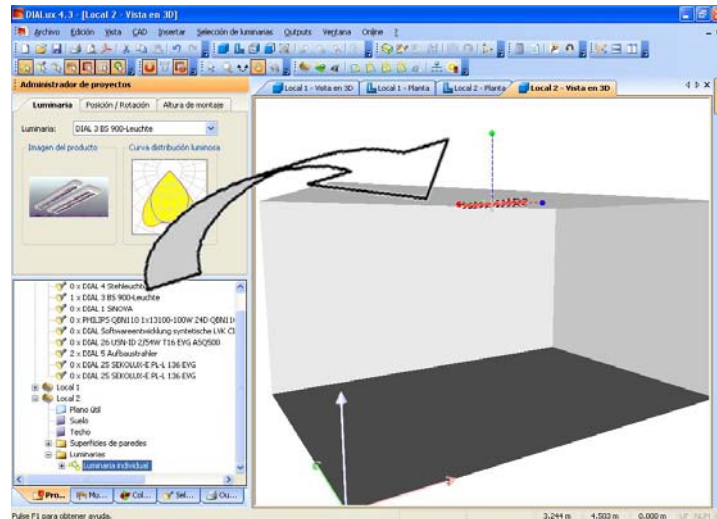 DIALux 4.3 - [Local 2 - Vista en 3D]
Archivo Edición Vista CAD Insertar Selección de luminarias Outputs Ventana Online ?
Administrador de proyectos
Local 1 - Vista en 3D Local 1 - Planta Local 2 - Planta Local 2 - Vista en 3D
Luminaria Posición / Rotación Altura de montaje
Luminaria: DIAL 3 BS 900-Leuchte
Imagen del producto Curva distribución luminosa
0 x DIAL 4 Stehleuchte
1 x DIAL 3 BS 900-Leuchte
0 x DIAL 1 SINOVA
0 x PHILIPS QBN110 1x13100-100W 24D QBN11
0 x DIAL Softwareentwicklung syntetische LVK
0 x DIAL 26 USN-ID 2/54W T16 EVG ASQ500
2 x DIAL 5 Aufbaustrahler
0 x DIAL 25 SEKOLUX-E PL-L 136 EVG
0 x DIAL 25 SEKOLUX-E PL-L 136 EVG
Local 1
Local 2
Plano útil
Suelo
Techo
Superficies de paredes
Luminarias
Luminaria individual
Pro... Mu... Col... Sel... Ou...
Pulse F1 para obtener ayuda. 3.244 m 4.503 m 0.000 m